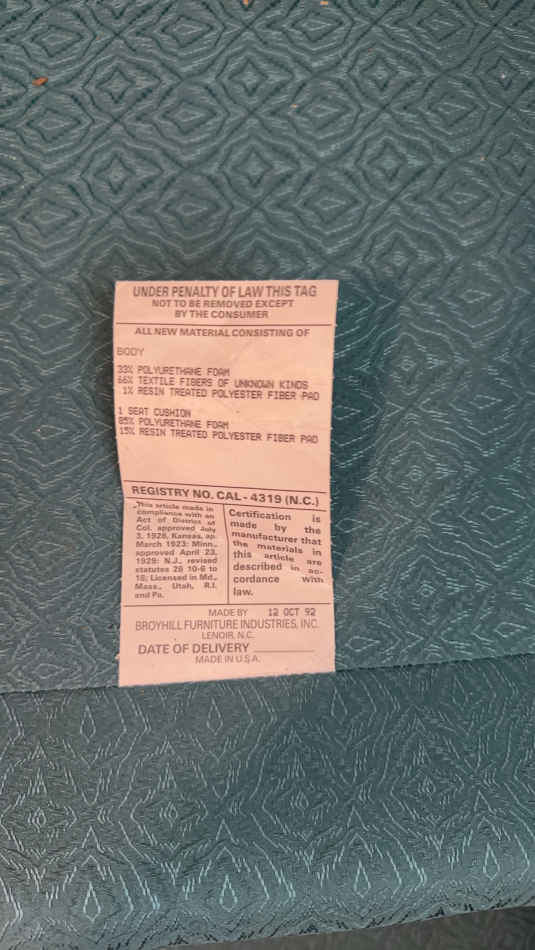 UNDER PENALTY OF LAW THIS TAG
NOT TO BE REMOVED EXCEPT
BY THE CONSUMER
ALL NEW MATERIAL CONSISTING OF
BODY
33% POLYURETHANE FOAM
66% TEXTILE FIBERS OF UNKNOWN KINDS
1% RESIN TREATED POLYESTER FIBER PAD
1 SEAT CUSHION
85% POLYURETHANE FOAM
15% RESIN TREATED POLYESTER FIBER PAD
REGISTRY NO. CAL - 4319 (N.C.)
This article made in
compliance with an
Act of District of
Col. approved July
3, 1926, Kansas, ap-
March 1923: Minn.,
approved April 23,
1929: N.J., revised
statutes 26 10-6 to
18; Licensed in Md.,
Mass., Utah, R.I.
and Pa.
Certification is
made by the
manufacturer that
the materials in
this article are
described in ac-
cordance with
law.
MADE BY 12 OCT 92
BROYHILL FURNITURE INDUSTRIES, INC.
LENOIR, N.C.
DATE OF DELIVERY
MADE IN U.S.A.